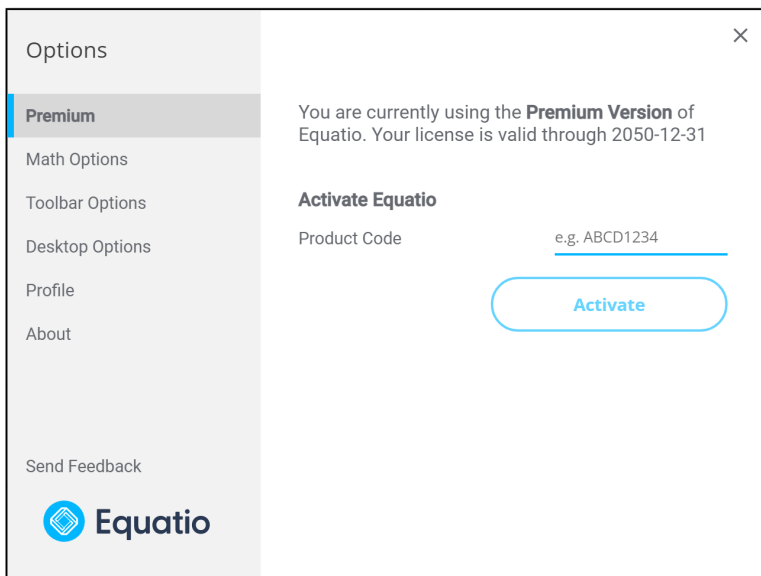 Options
Premium
Math Options
Toolbar Options
Desktop Options
Profile
About
Send Feedback
Equatio
You are currently using the Premium Version of
Equatio. Your license is valid through 2050-12-31
Activate Equatio
Product Code
e.g. ABCD1234
Activate